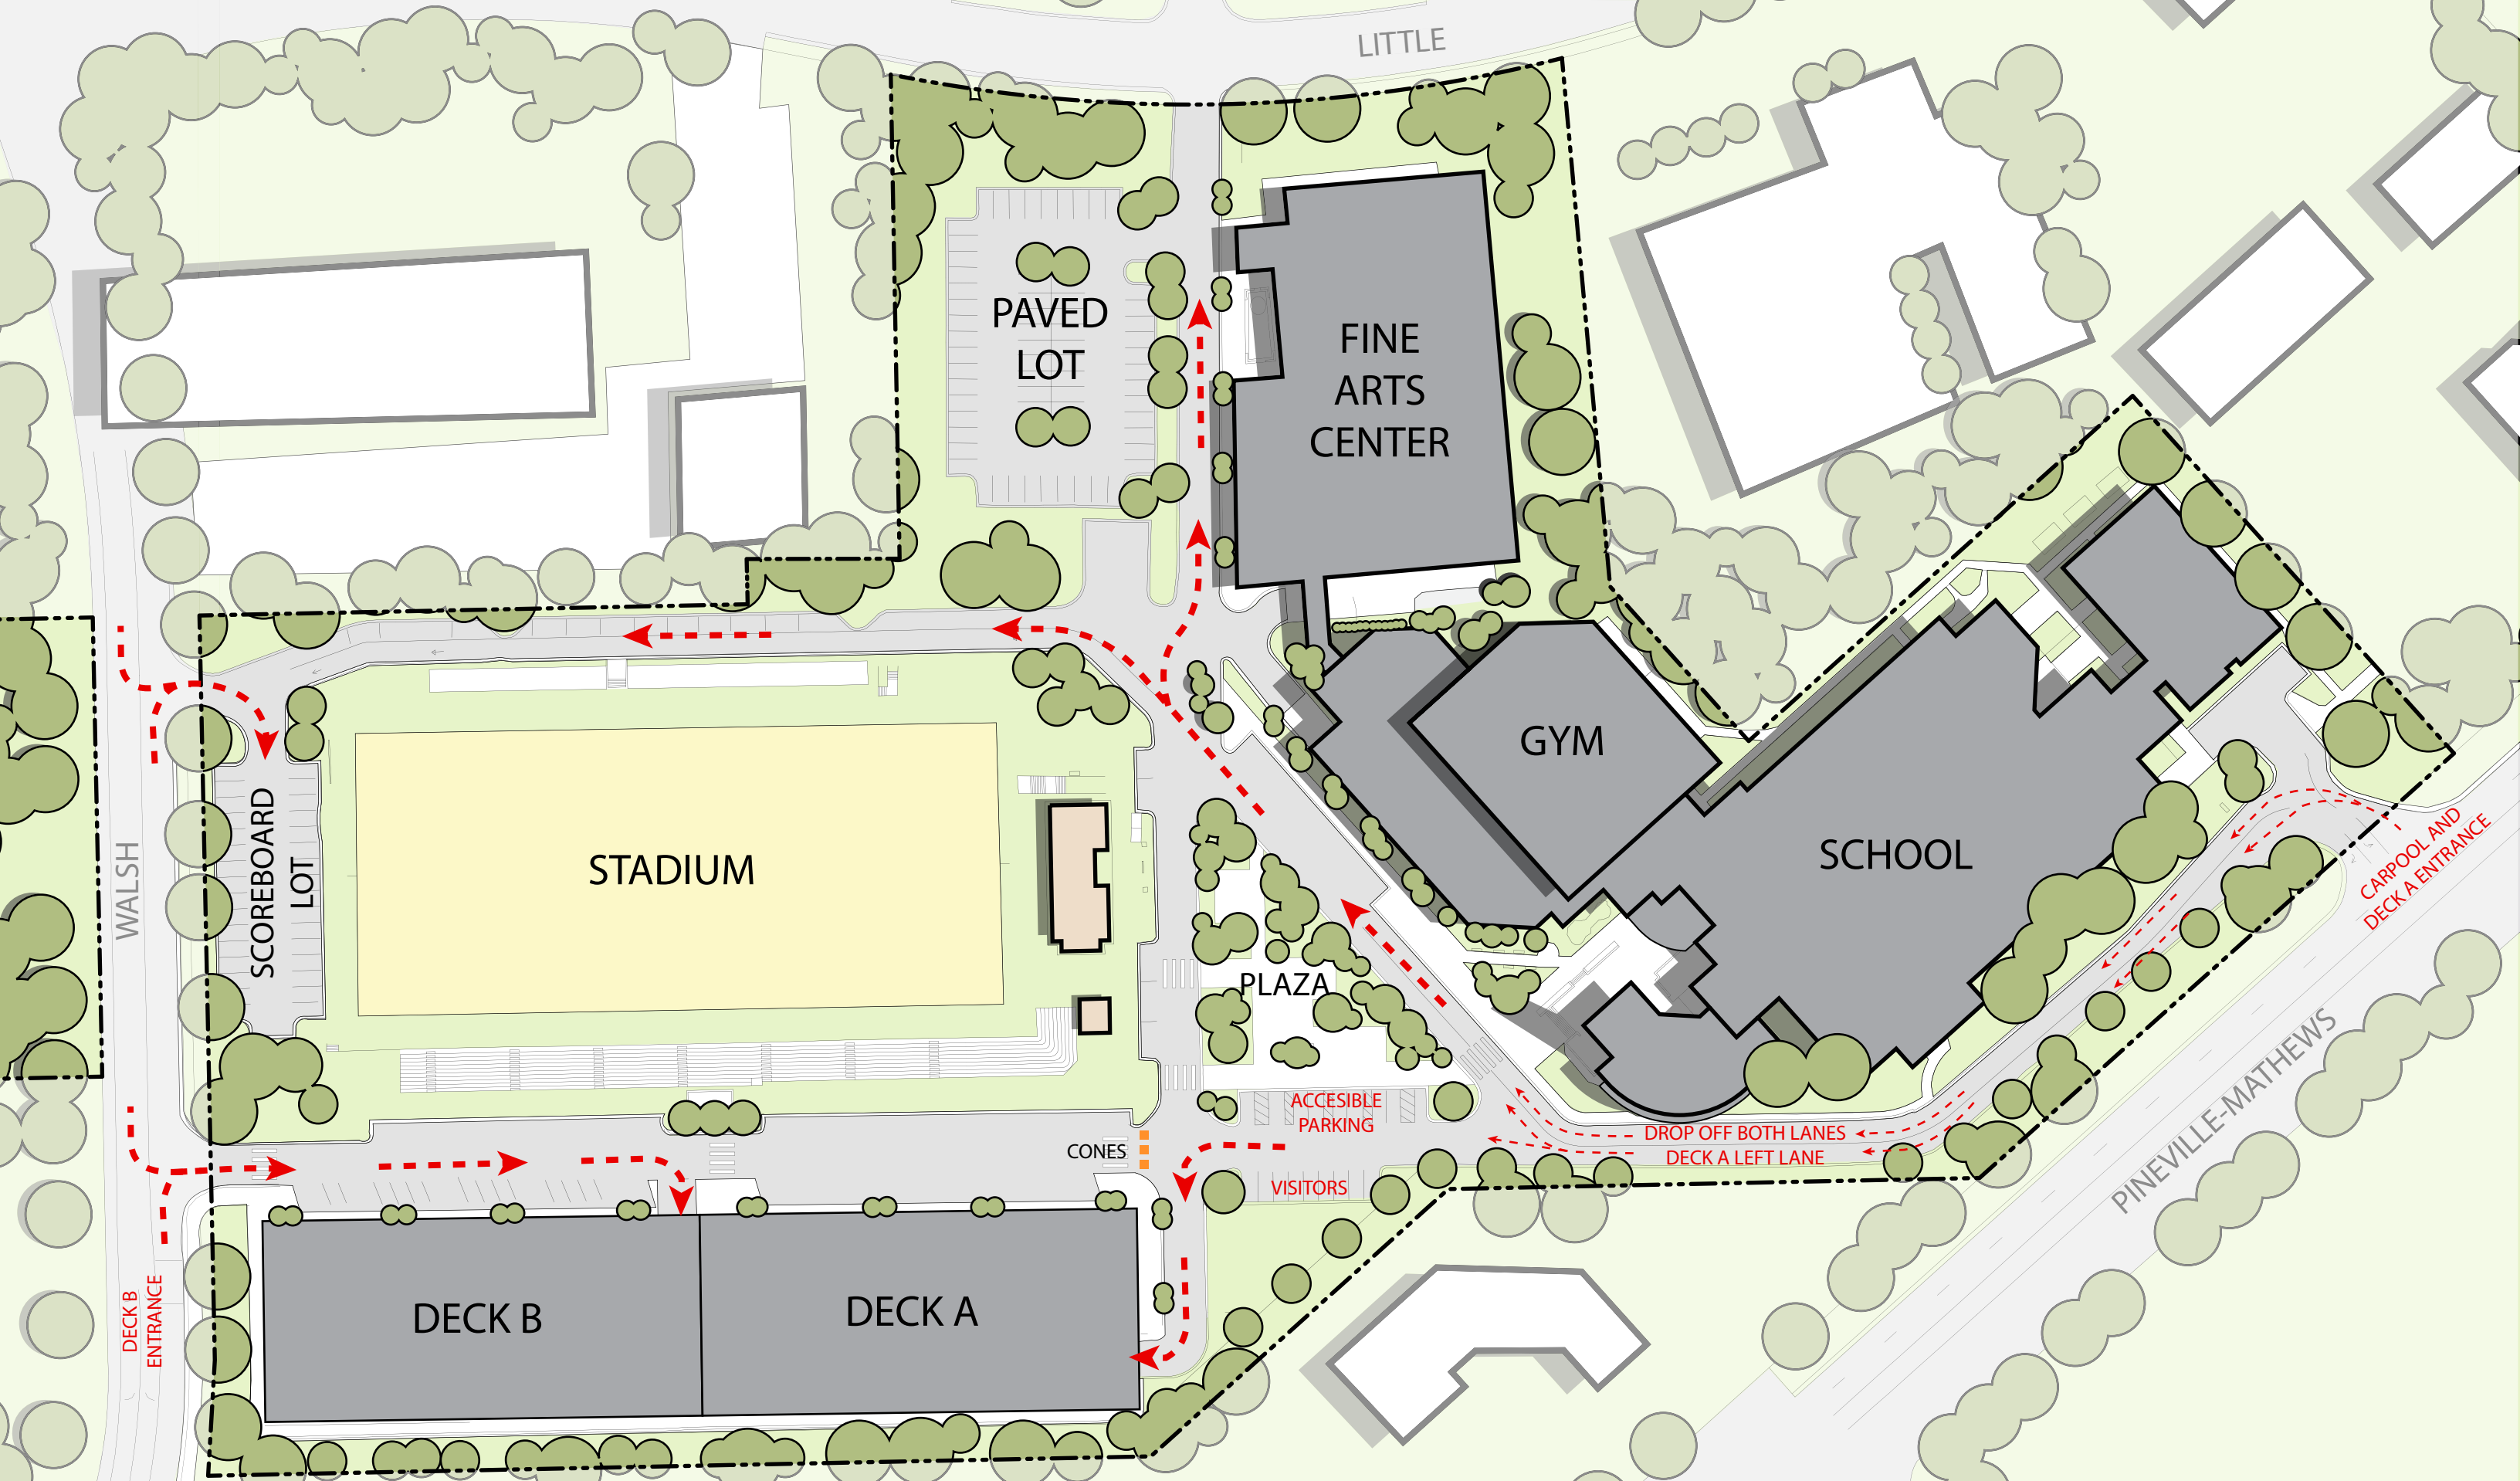 LITTLE
PAVED
LOT
FINE
ARTS
CENTER
GYM
SCHOOL
STADIUM
SCOREBOARD
LOT
WALSH
PLAZA
CARPOOL AND
DECK A ENTRANCE
PINEVILLE-MATHEWS
ACCESIBLE
PARKING
DROP OFF BOTH LANES
DECK A LEFT LANE
CONES
VISITORS
DECK B
ENTRANCE
DECK B
DECK A